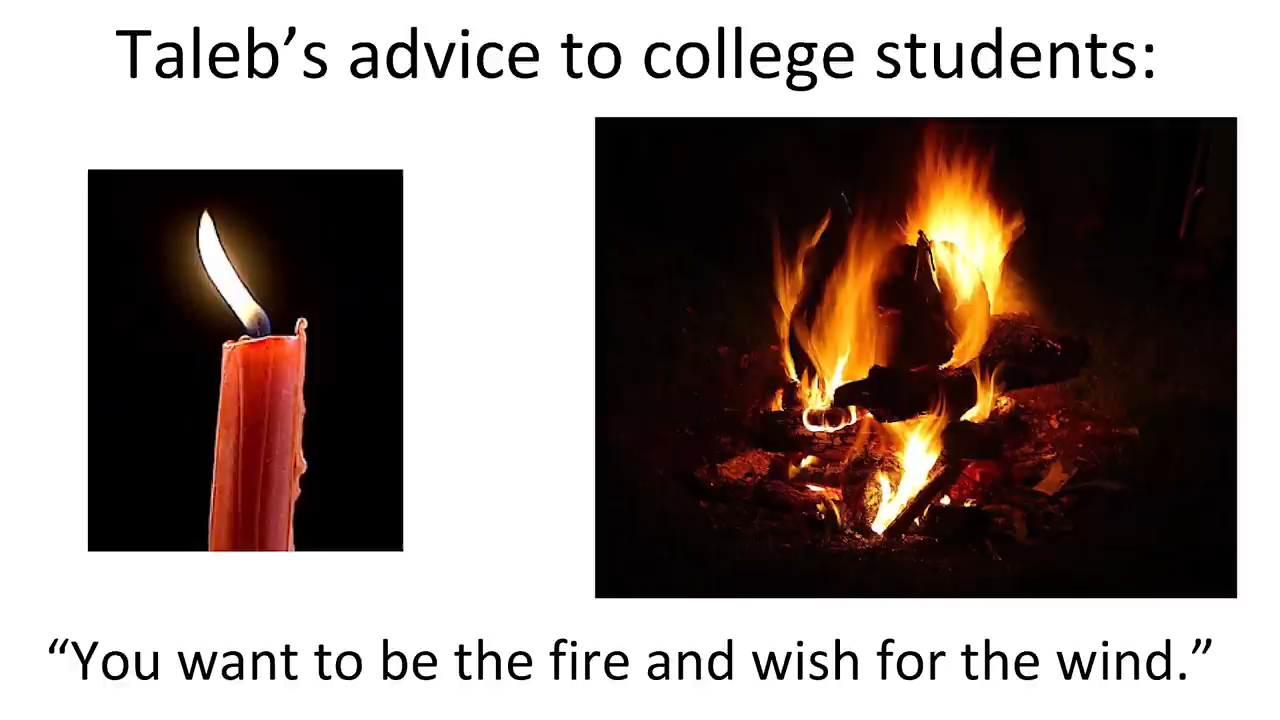 Taleb’s advice to college students:
“You want to be the fire and wish for the wind.”